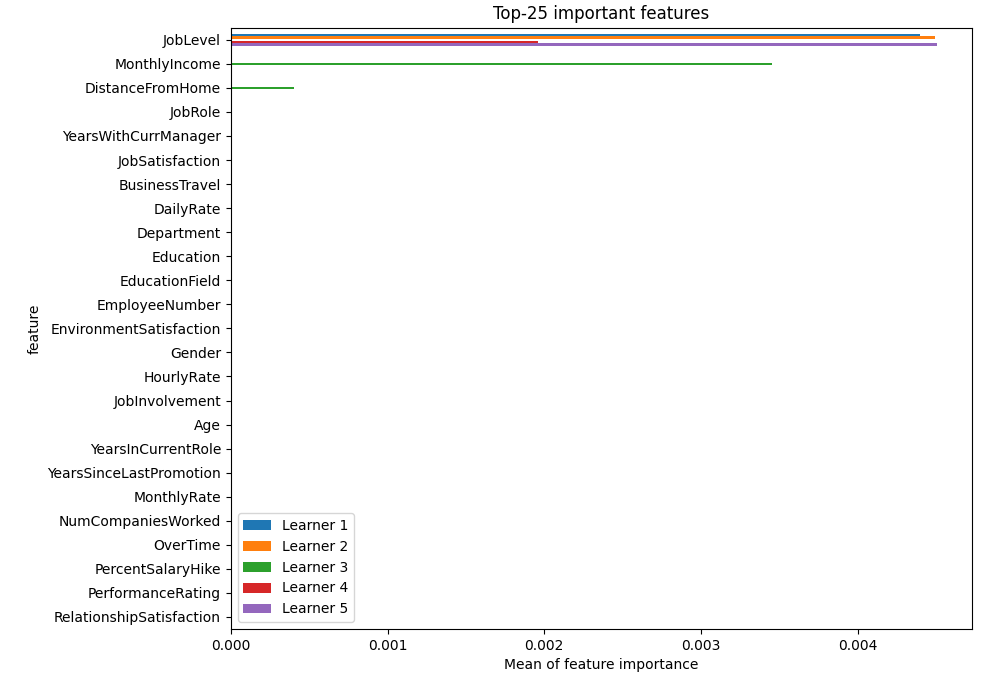 Top-25 important features
JobLevel
MonthlyIncome
DistanceFromHome
JobRole
YearsWithCurrManager
JobSatisfaction
BusinessTravel
DailyRate
Department
Education
EducationField
EmployeeNumber
EnvironmentSatisfaction
Gender
HourlyRate
JobInvolvement
Age
YearsInCurrentRole
YearsSinceLastPromotion
MonthlyRate
NumCompaniesWorked
OverTime
PercentSalaryHike
PerformanceRating
RelationshipSatisfaction
feature
Learner 1
Learner 2
Learner 3
Learner 4
Learner 5
0.000 0.001 0.002 0.003 0.004
Mean of feature importance